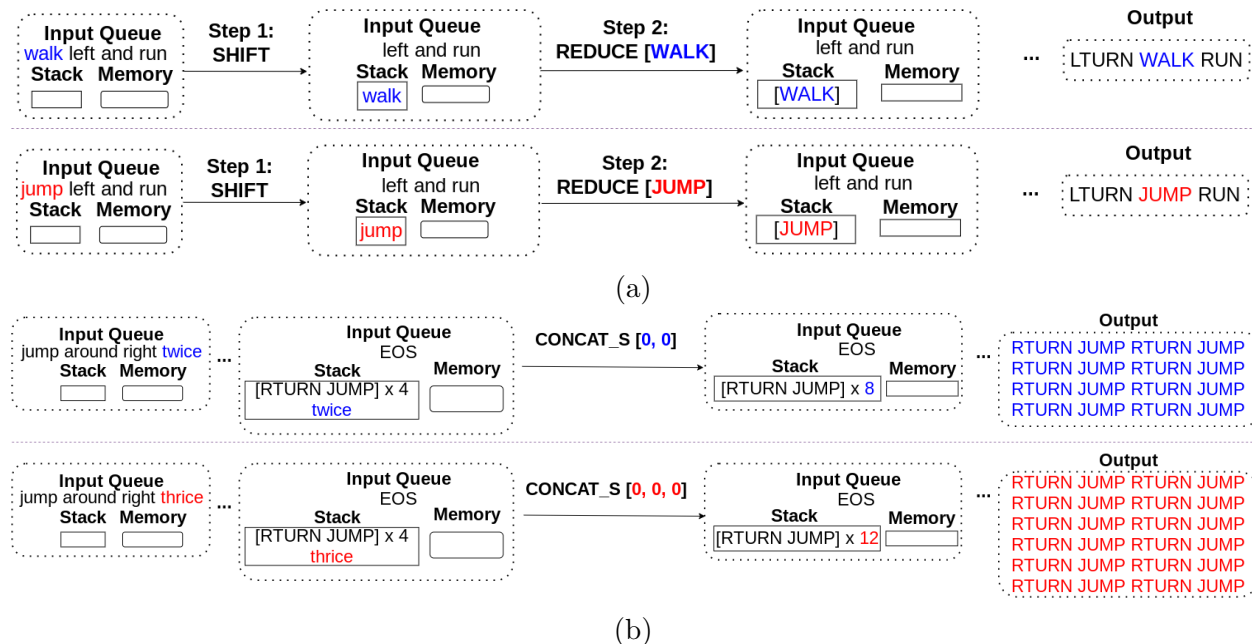 Input Queue
walk left and run
Stack Memory
Step 1:
SHIFT
Input Queue
left and run
Stack Memory
walk
Step 2:
REDUCE [WALK]
Input Queue
left and run
Stack Memory
[WALK]
...
Output
LTURN WALK RUN
Input Queue
jump left and run
Stack Memory
Step 1:
SHIFT
Input Queue
left and run
Stack Memory
jump
Step 2:
REDUCE [JUMP]
Input Queue
left and run
Stack Memory
[JUMP]
...
Output
LTURN JUMP RUN
(a)
Input Queue
jump around right twice
Stack Memory
...
Input Queue
EOS
Stack Memory
[RTURN JUMP] x 4
twice
CONCAT_S [0, 0]
Input Queue
EOS
Stack Memory
[RTURN JUMP] x 8
...
Output
RTURN JUMP RTURN JUMP
RTURN JUMP RTURN JUMP
RTURN JUMP RTURN JUMP
RTURN JUMP RTURN JUMP
Input Queue
jump around right thrice
Stack Memory
...
Input Queue
EOS
Stack Memory
[RTURN JUMP] x 4
thrice
CONCAT_S [0, 0, 0]
Input Queue
EOS
Stack Memory
[RTURN JUMP] x 12
...
Output
RTURN JUMP RTURN JUMP
RTURN JUMP RTURN JUMP
RTURN JUMP RTURN JUMP
RTURN JUMP RTURN JUMP
RTURN JUMP RTURN JUMP
RTURN JUMP RTURN JUMP
(b)